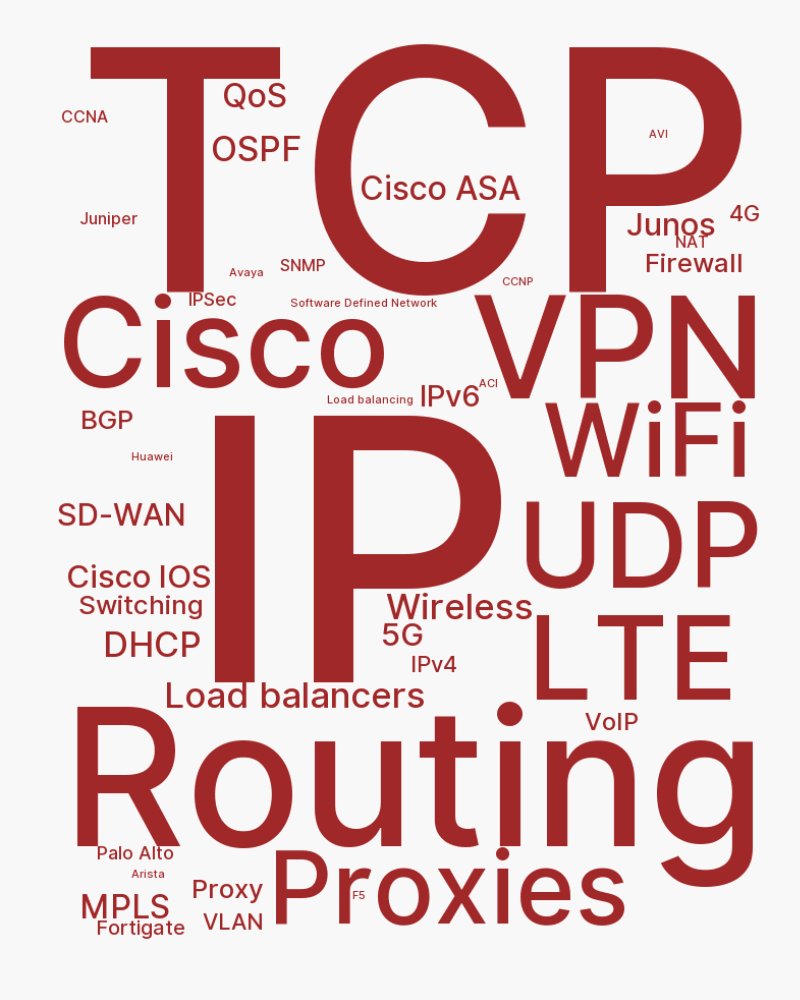 TCP
QoS
CCNA
OSPF
AVI
Cisco ASA
Juniper
4G
Junos
NAT
Firewall
SNMP
Avaya
CCNP
IPSec
Software Defined Network
Cisco
VPN
ACI
IPv6
Load balancing
BGP
WiFi
Huawei
IP
SD-WAN
UDP
Cisco IOS
Switching
Wireless
5G
DHCP
IPv4
LTE
Load balancers
VoIP
Routing
Palo Alto
Arista
Proxies
Proxy
F5
MPLS
VLAN
Fortigate